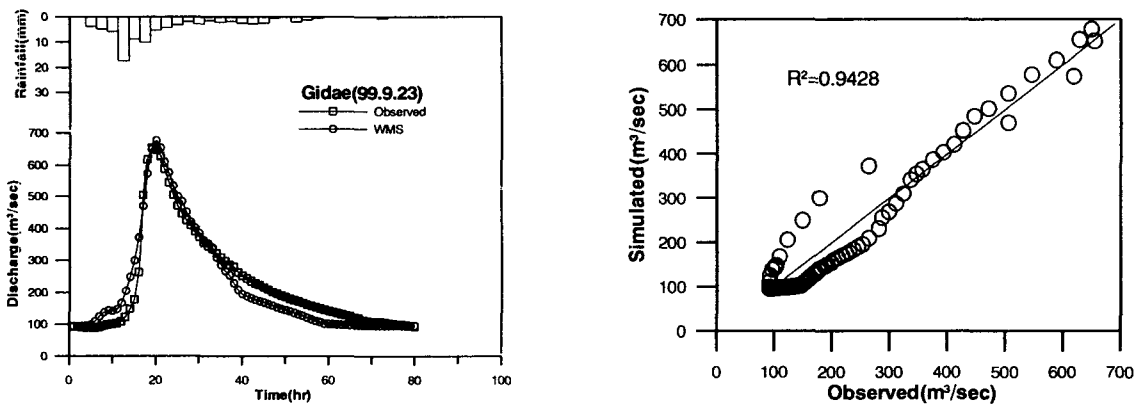 0
10
20
30
Rainfall(mm)
Gidae(99.9.23)
Observed
WMS
700
600
500
400
300
200
100
0
Discharge(m³/sec)
0 20 40 60 80 100
Time(hr)
700
600
500
400
300
200
100
0
Simulated(m³/sec)
R²=0.9428
0 100 200 300 400 500 600 700
Observed(m³/sec)